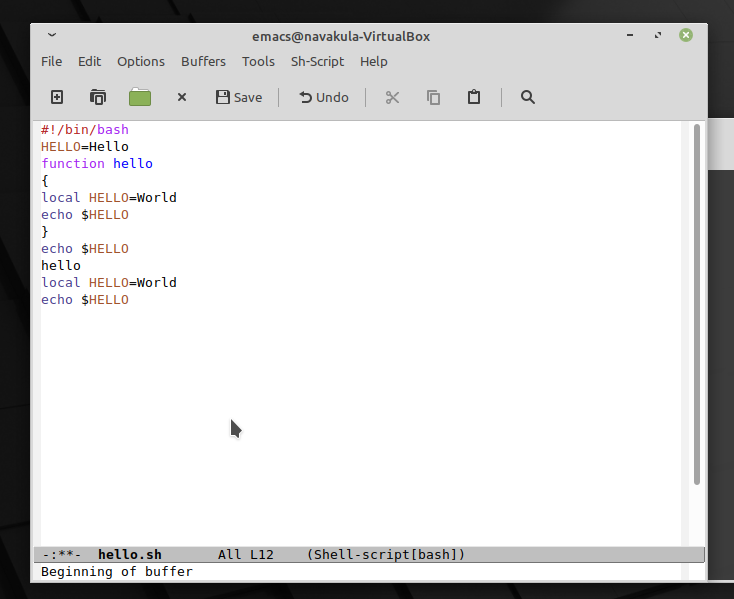 emacs@navakula-VirtualBox
File Edit Options Buffers Tools Sh-Script Help
Save Undo
#!/bin/bash
HELLO=Hello
function hello
{
local HELLO=World
echo $HELLO
}
echo $HELLO
hello
local HELLO=World
echo $HELLO
-:**- hello.sh All L12 (Shell-script[bash])
Beginning of buffer